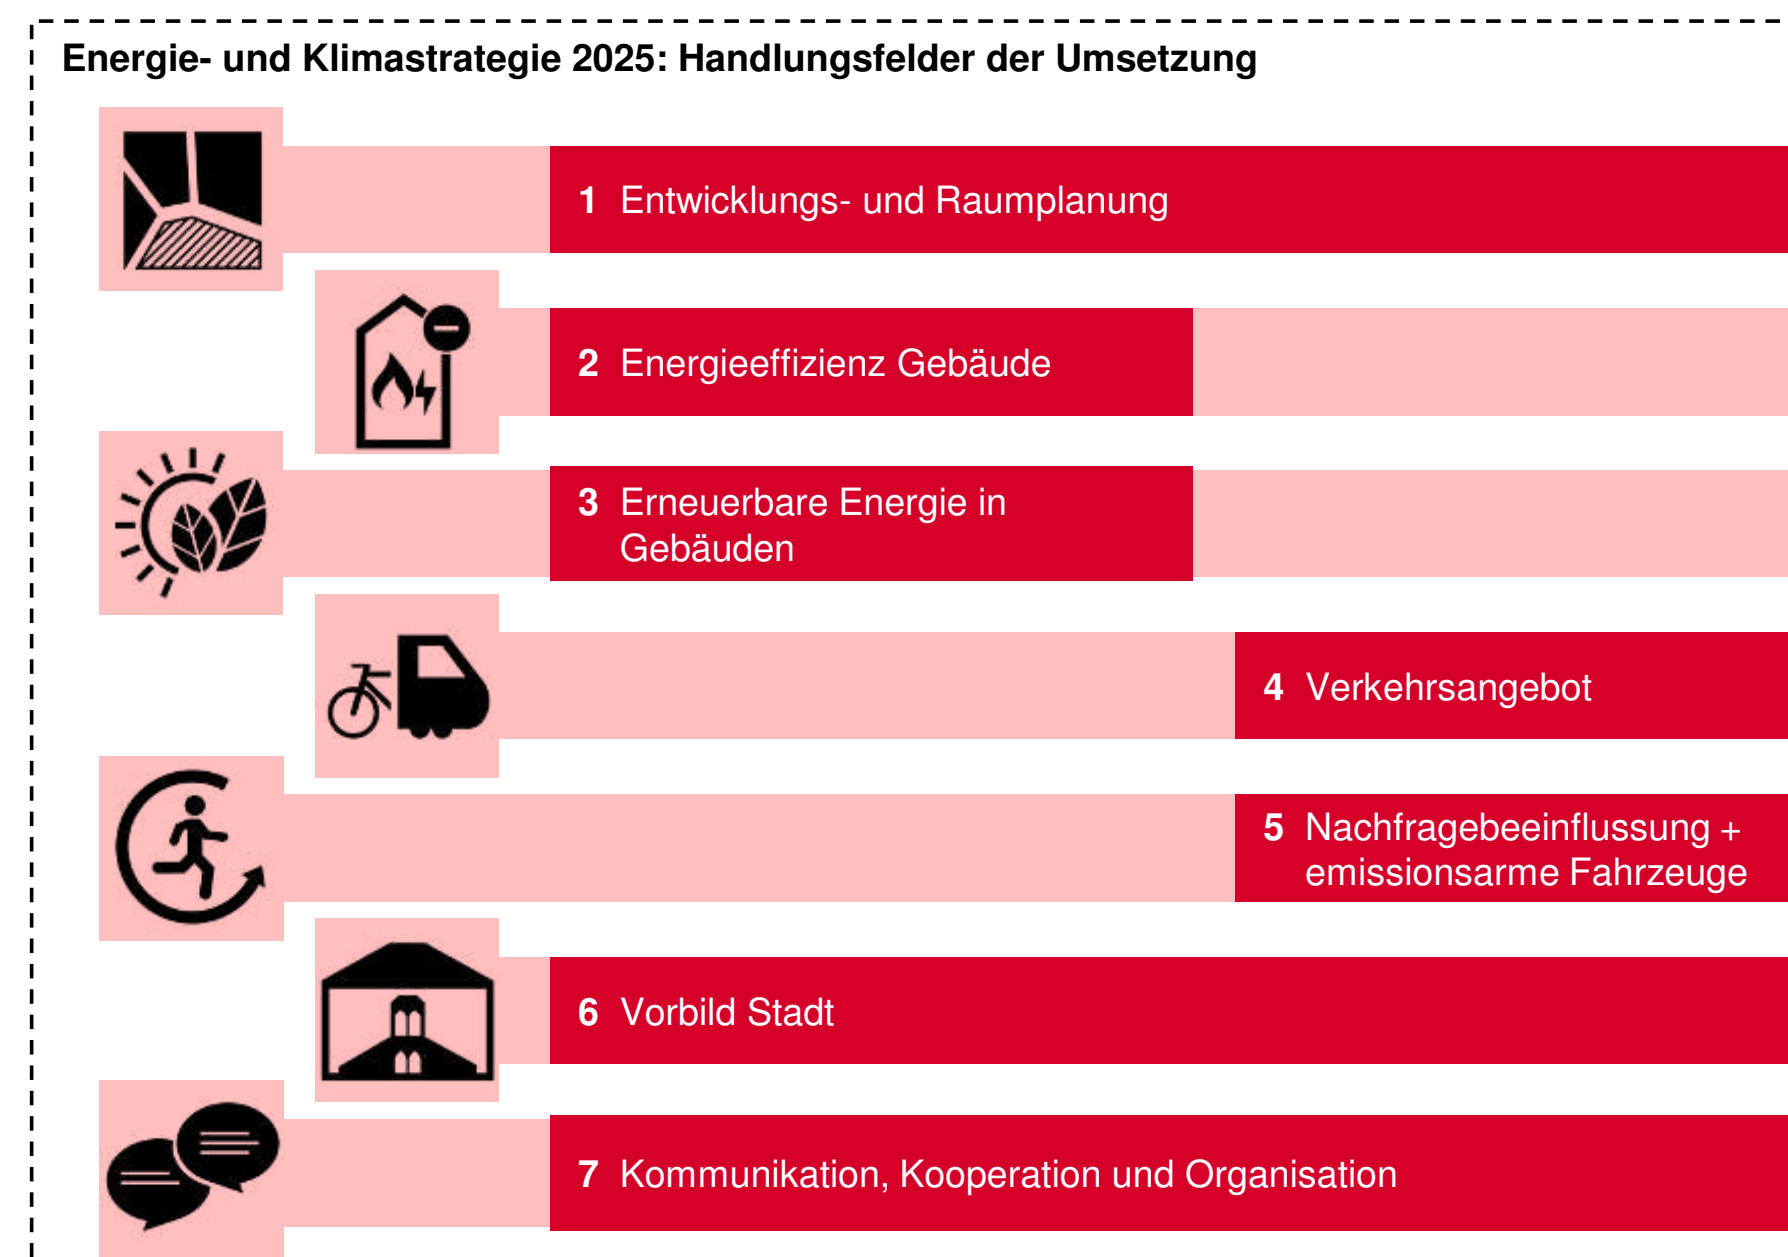 Energie- und Klimastrategie 2025: Handlungsfelder der Umsetzung
1 Entwicklungs- und Raumplanung
2 Energieeffizienz Gebäude
3 Erneuerbare Energie in
Gebäuden
4 Verkehrsangebot
5 Nachfragebeeinflussung +
emissionsarme Fahrzeuge
6 Vorbild Stadt
7 Kommunikation, Kooperation und Organisation